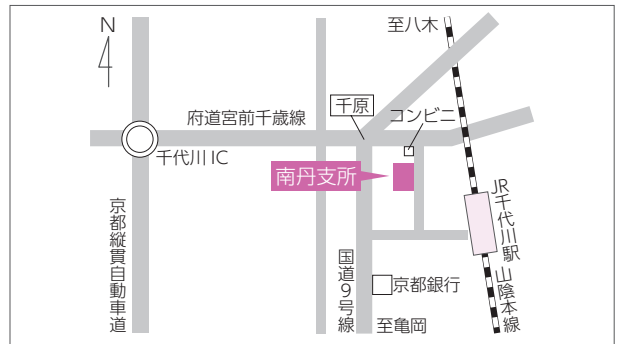 N
至八木
千原
コンビニ
府道宮前千歳線
千代川IC
南丹支所
JR千代川駅
山陰本線
京都縦貫自動車道
国道9号線
京都銀行
至亀岡